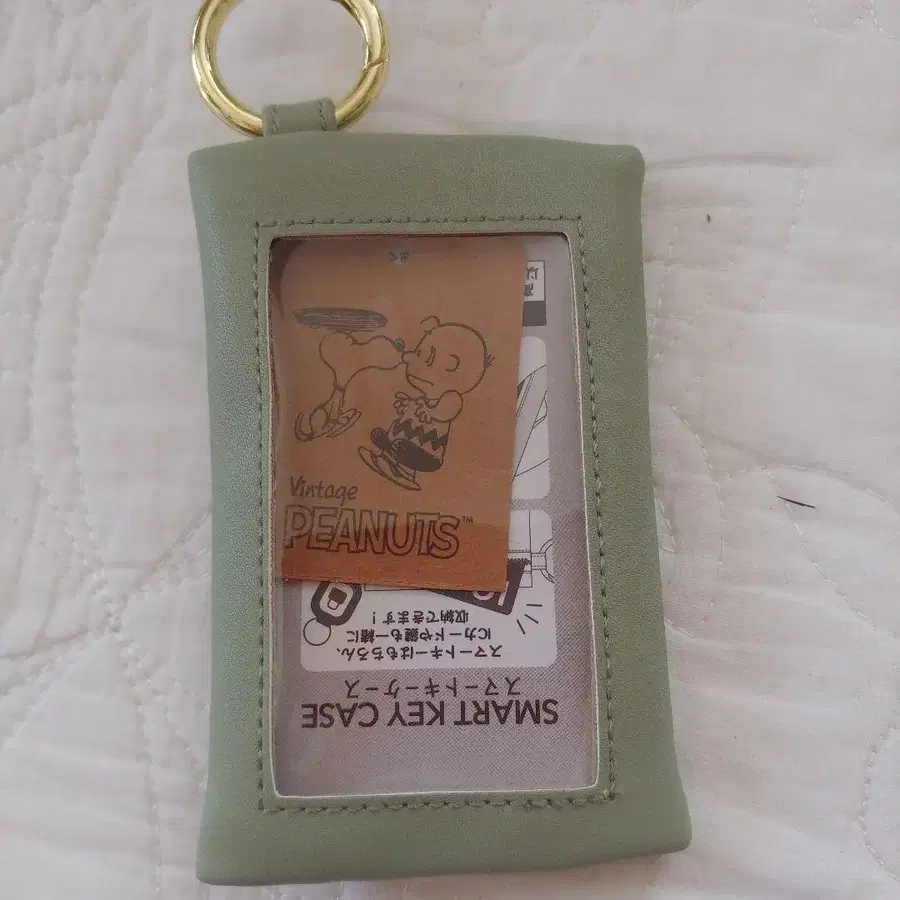 Vintage
PEANUTS™
SMART KEY CASE
スマートキーケース
スマートキーはもちろん、
ICカードや鍵も一緒に
収納できます！